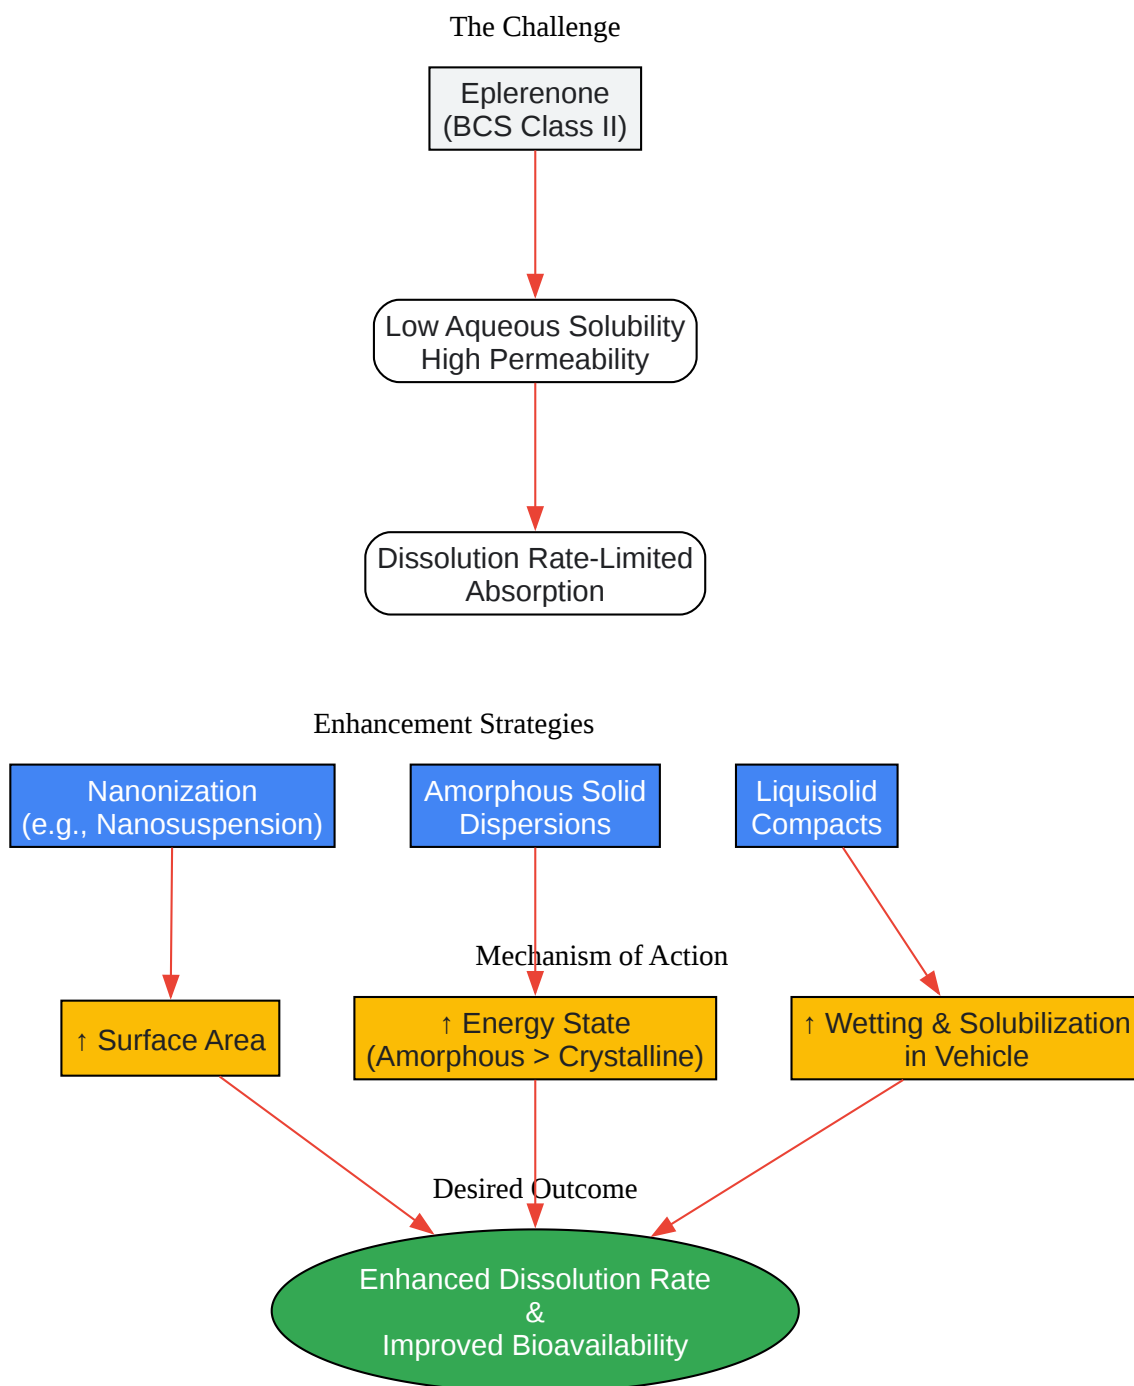 The Challenge
Eplerenone
(BCS Class II)
Low Aqueous Solubility
High Permeability
Dissolution Rate-Limited
Absorption
Enhancement Strategies
Nanonization
(e.g., Nanosuspension)
Amorphous Solid
Dispersions
Liquisolid
Compacts
Mechanism of Action
↑ Surface Area
↑ Energy State
(Amorphous > Crystalline)
↑ Wetting & Solubilization
in Vehicle
Desired Outcome
Enhanced Dissolution Rate
&
Improved Bioavailability